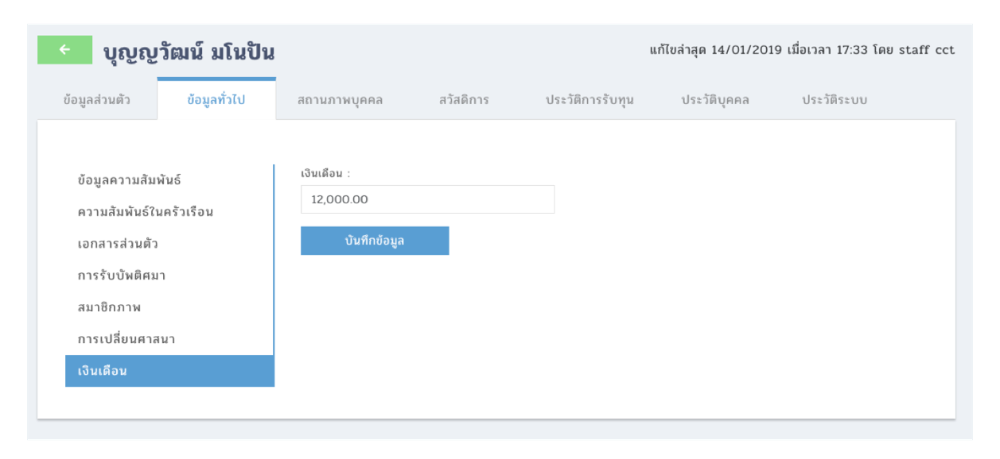 บุญญวัฒน์ มโนปัน
แก้ไขล่าสุด 14/01/2019 เมื่อเวลา 17:33 โดย staff cct
ข้อมูลส่วนตัว ข้อมูลทั่วไป สถานภาพบุคคล สวัสดิการ ประวัติการรับทุน ประวัติบุคคล ประวัติระบบ
ข้อมูลความสัมพันธ์
ความสัมพันธ์ในครัวเรือน
เอกสารส่วนตัว
การรับบัพติศมา
สมาชิกภาพ
การเปลี่ยนศาสนา
เงินเดือน
เงินเดือน :
12,000.00
บันทึกข้อมูล